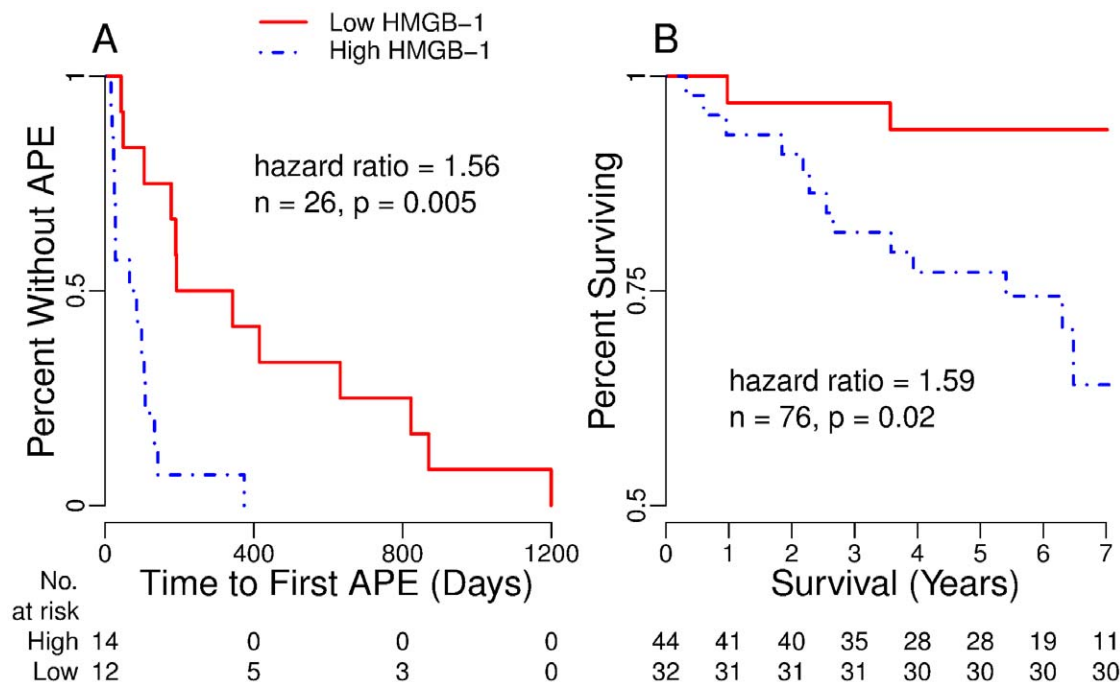 A
Low HMGB−1
High HMGB−1
B
Percent Without APE
1
0.5
0
hazard ratio = 1.56
n = 26, p = 0.005
0 400 800 1200
Time to First APE (Days)
Percent Surviving
1
0.75
0.5
hazard ratio = 1.59
n = 76, p = 0.02
0 1 2 3 4 5 6 7
Survival (Years)
No.
at risk
High 14 0 0 0 44 41 40 35 28 28 19 11
Low 12 5 3 0 32 31 31 31 30 30 30 30